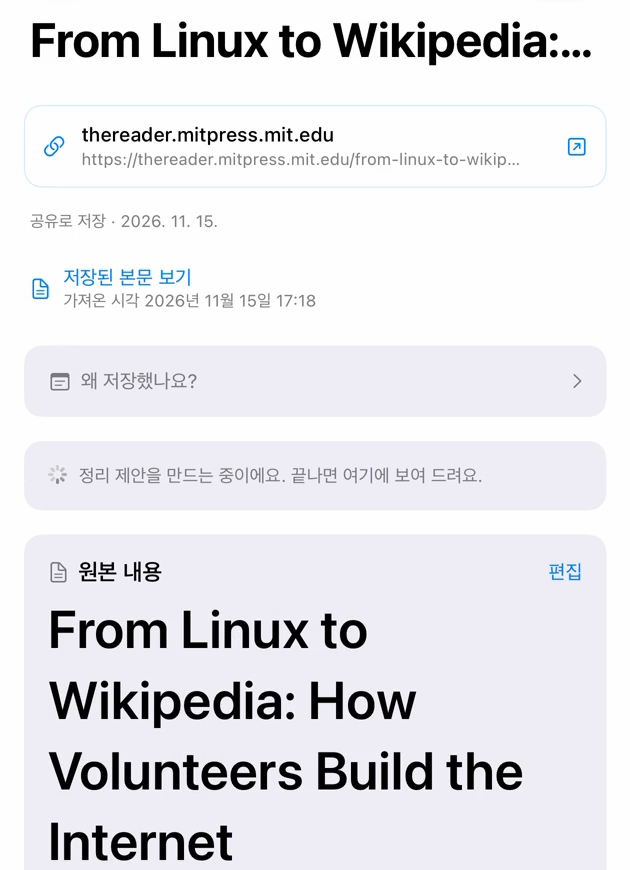 From Linux to Wikipedia:...
thereader.mitpress.mit.edu
https://thereader.mitpress.mit.edu/from-linux-to-wikip...
공유로 저장 · 2026. 11. 15.
저장된 본문 보기
가져온 시각 2026년 11월 15일 17:18
왜 저장했나요?
정리 제안을 만드는 중이에요. 끝나면 여기에 보여 드려요.
원본 내용
편집
From Linux to
Wikipedia: How
Volunteers Build the
Internet